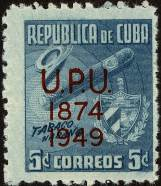 REPUBLICA DE CUBA
U.P.U.
1874
1949
TABACO
5¢ CORREOS 5¢